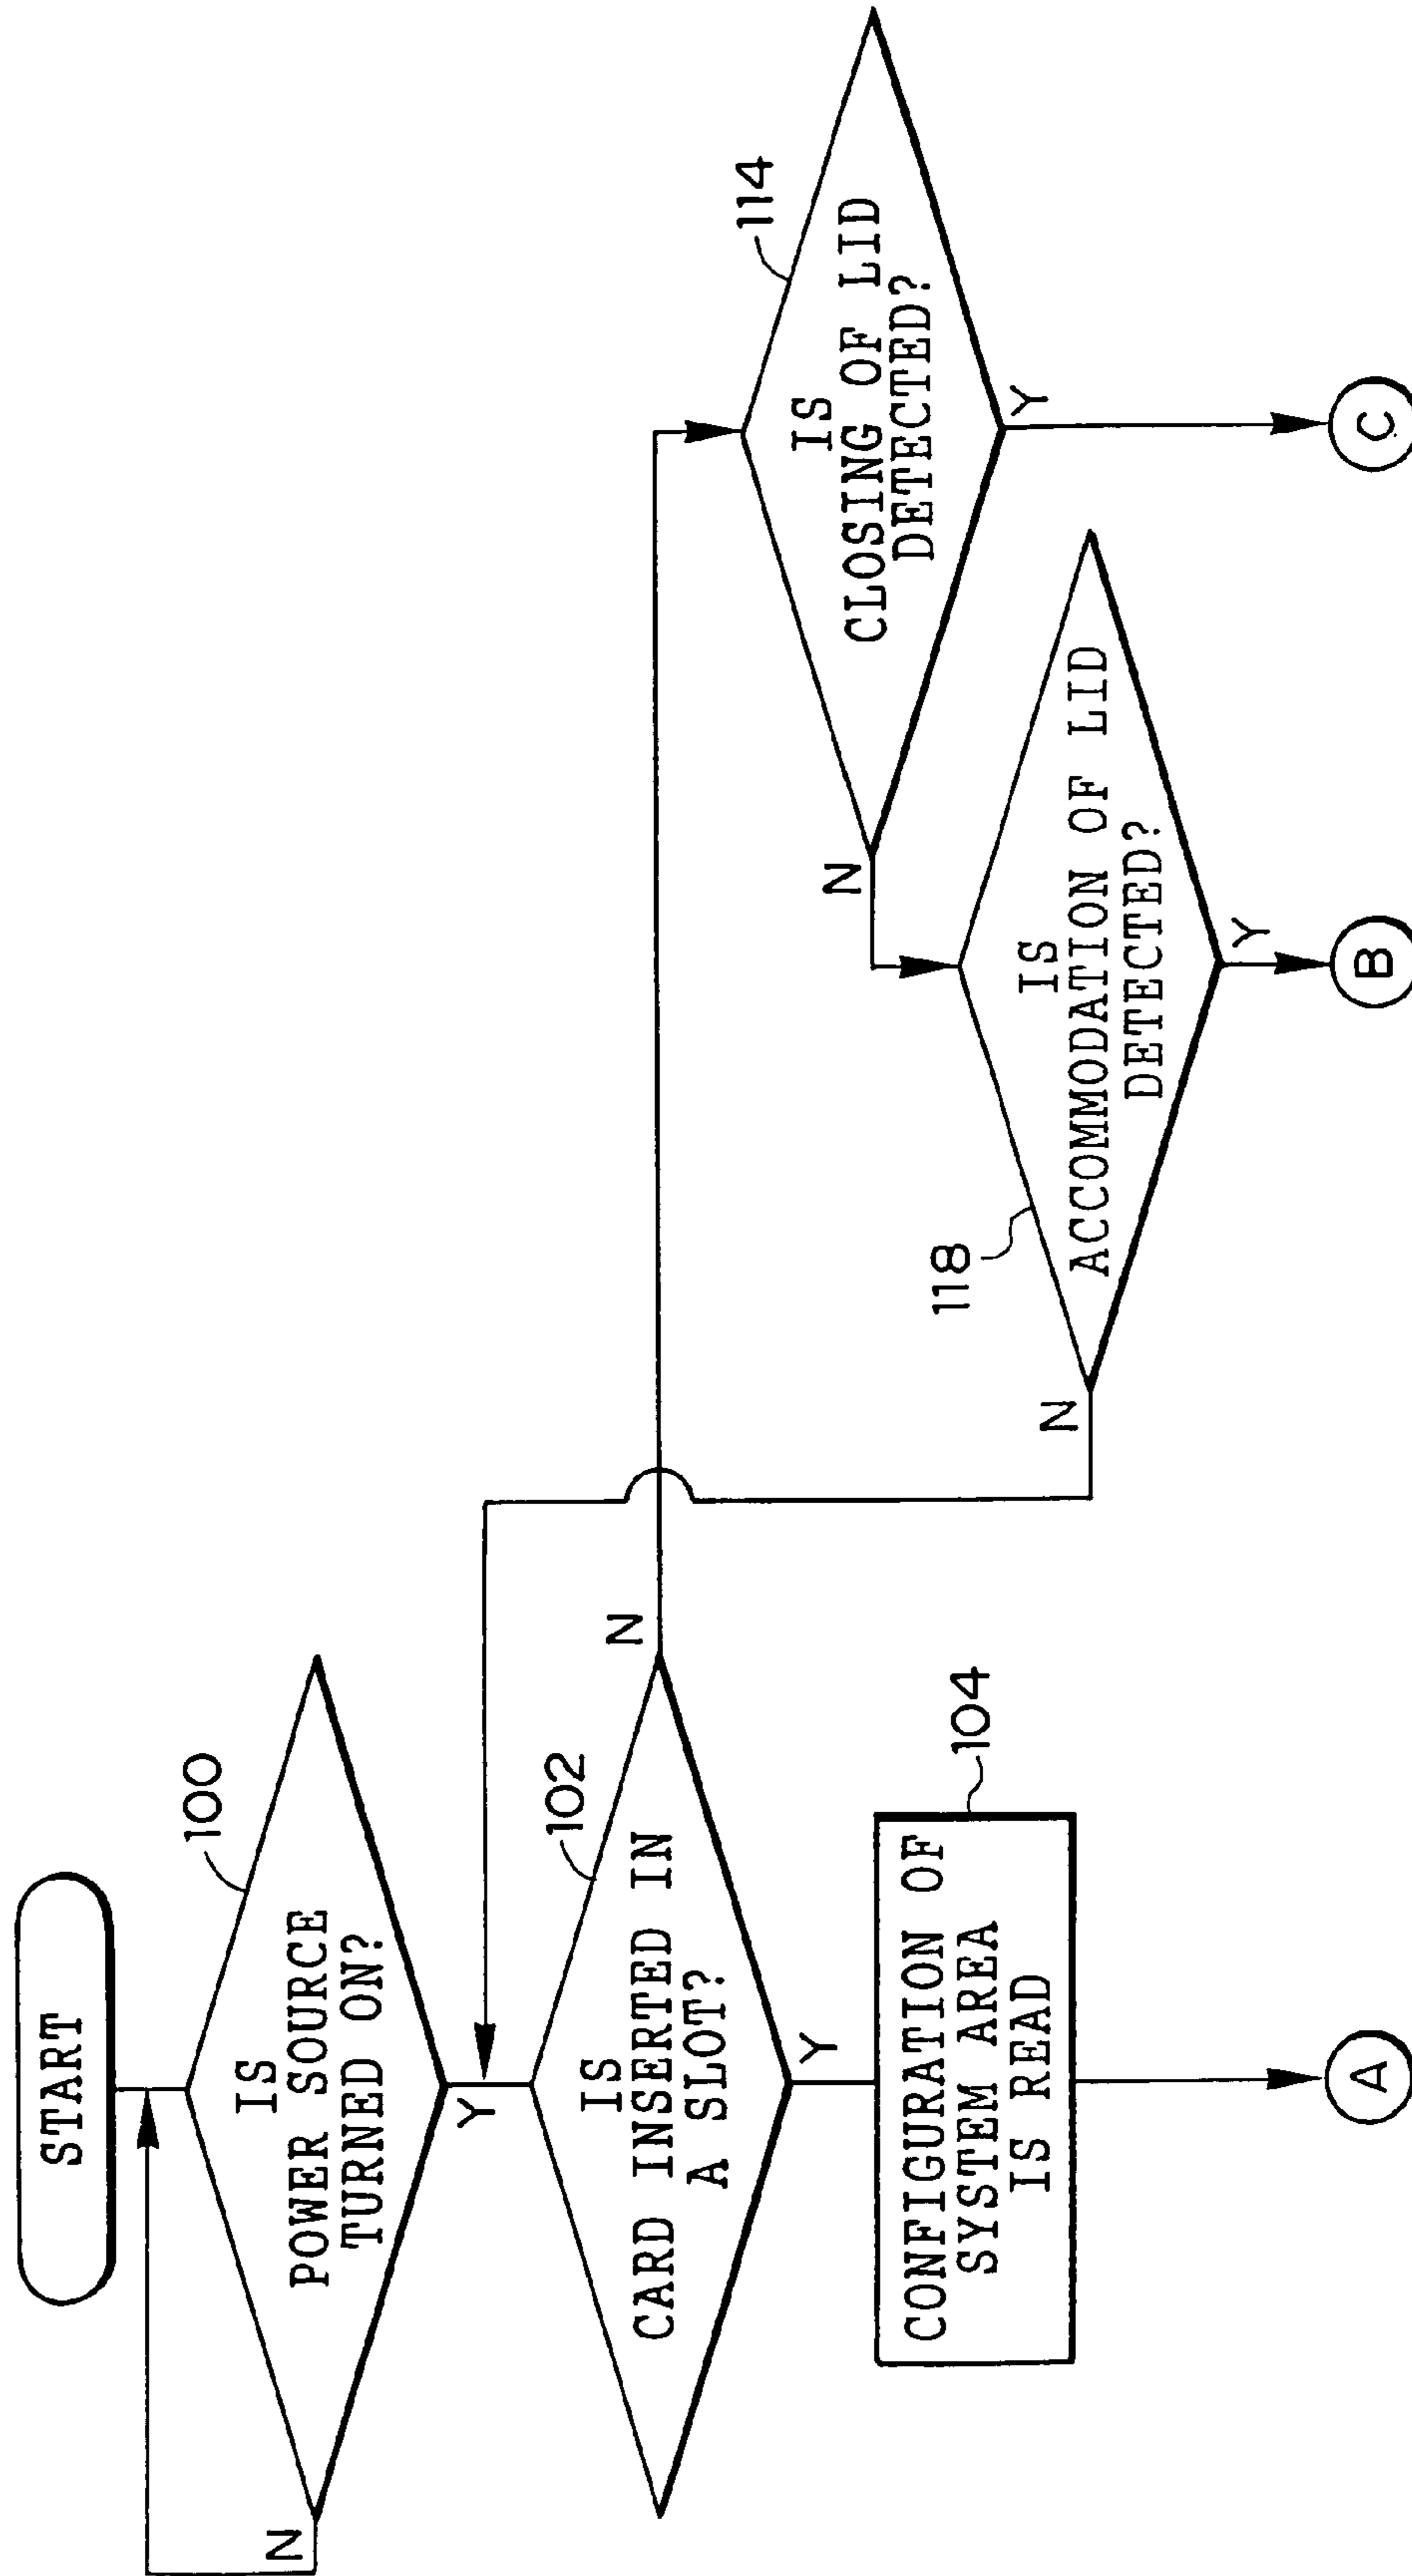 START
100
IS
POWER SOURCE
TURNED ON?
N
Y
102
IS
CARD INSERTED IN
A SLOT?
N
Y
104
CONFIGURATION OF
SYSTEM AREA
IS READ
A
114
IS
CLOSING OF LID
DETECTED?
N
Y
C
118
IS
ACCOMMODATION OF LID
DETECTED?
N
Y
B